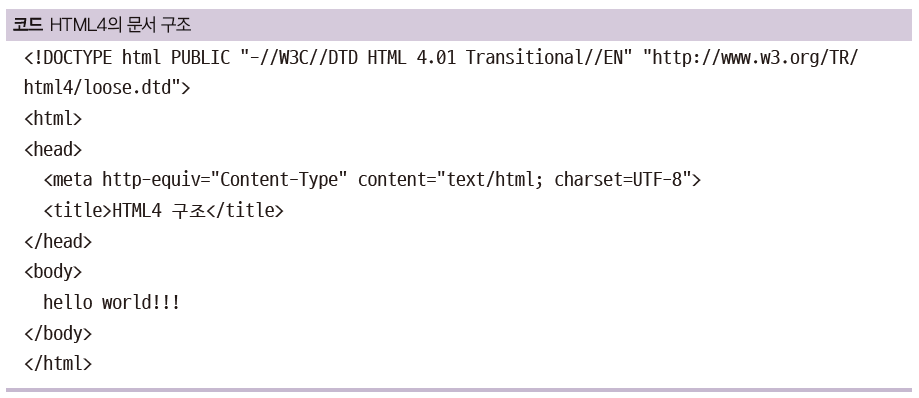 코드 HTML4의 문서 구조
<!DOCTYPE html PUBLIC "-//W3C//DTD HTML 4.01 Transitional//EN" "http://www.w3.org/TR/
html4/loose.dtd">
<html>
<head>
  <meta http-equiv="Content-Type" content="text/html; charset=UTF-8">
  <title>HTML4 구조</title>
</head>
<body>
  hello world!!!
</body>
</html>